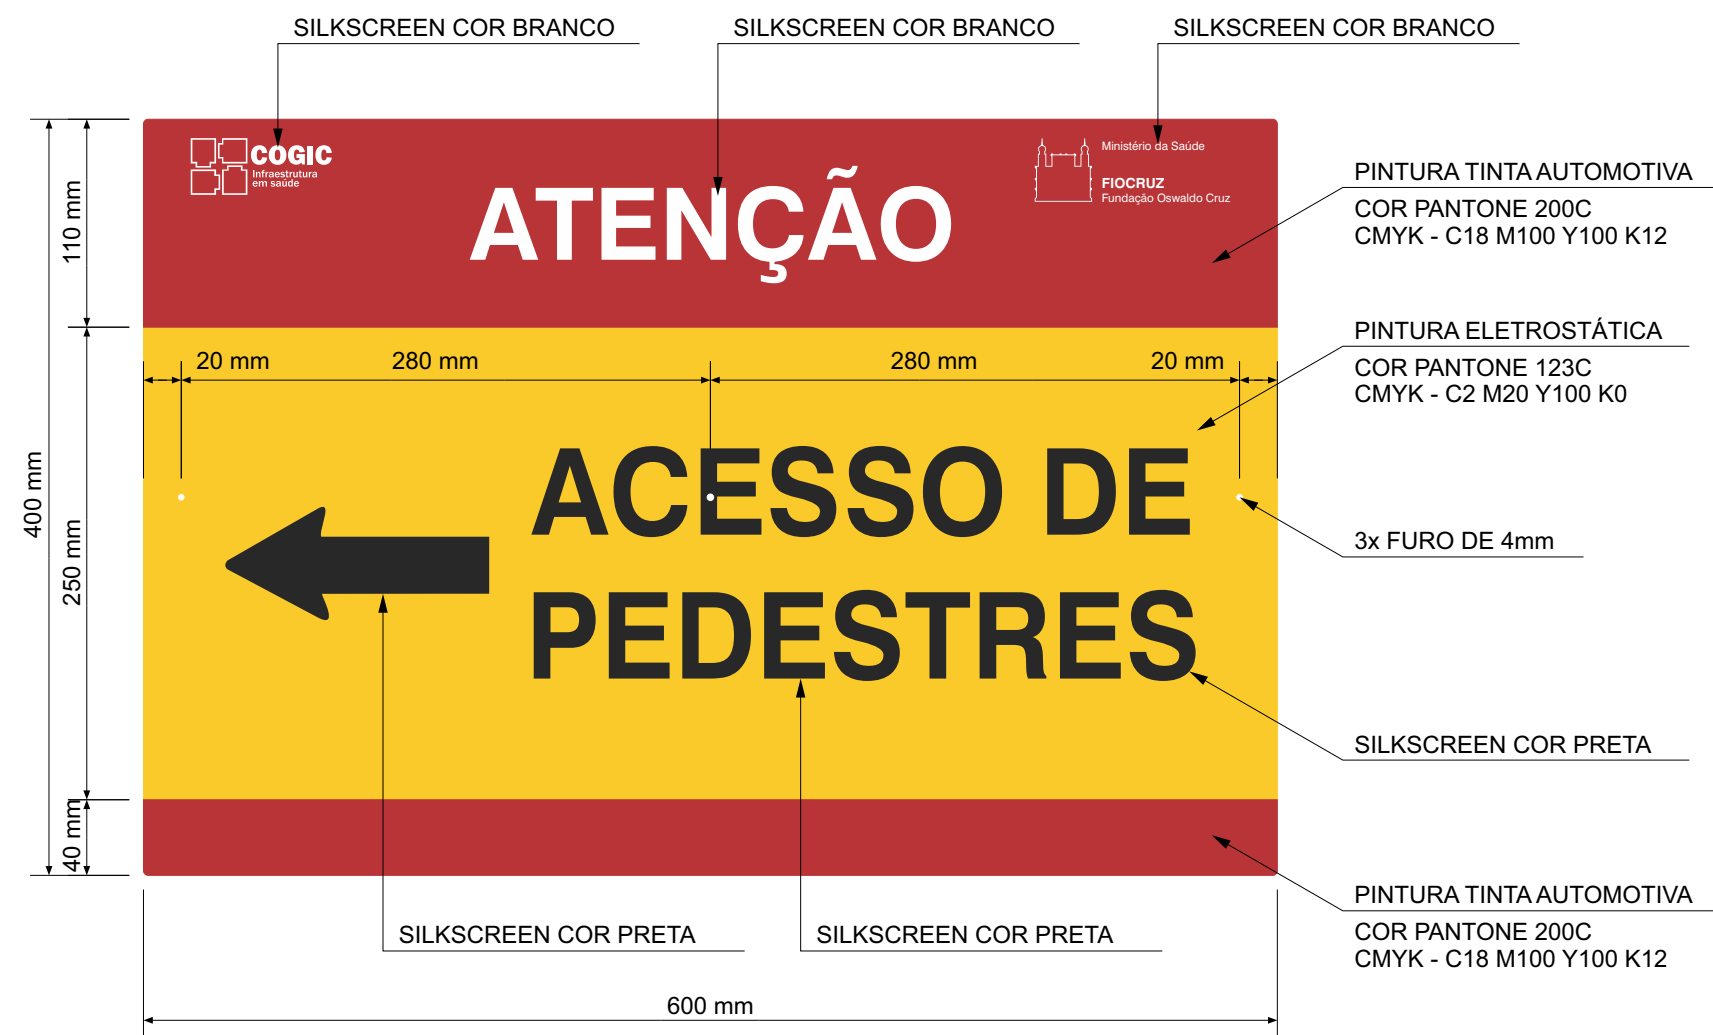 SILKSCREEN COR BRANCO
SILKSCREEN COR BRANCO
SILKSCREEN COR BRANCO
COGIC
Infraestrutura
em saúde
ATENÇÃO
Ministério da Saúde
FIOCRUZ
Fundação Oswaldo Cruz
PINTURA TINTA AUTOMOTIVA
COR PANTONE 200C
CMYK - C18 M100 Y100 K12
110 mm
PINTURA ELETROSTÁTICA
COR PANTONE 123C
CMYK - C2 M20 Y100 K0
20 mm
280 mm
280 mm
20 mm
400 mm
250 mm
ACESSO DE
PEDESTRES
3x FURO DE 4mm
SILKSCREEN COR PRETA
40 mm
PINTURA TINTA AUTOMOTIVA
COR PANTONE 200C
CMYK - C18 M100 Y100 K12
SILKSCREEN COR PRETA
SILKSCREEN COR PRETA
600 mm